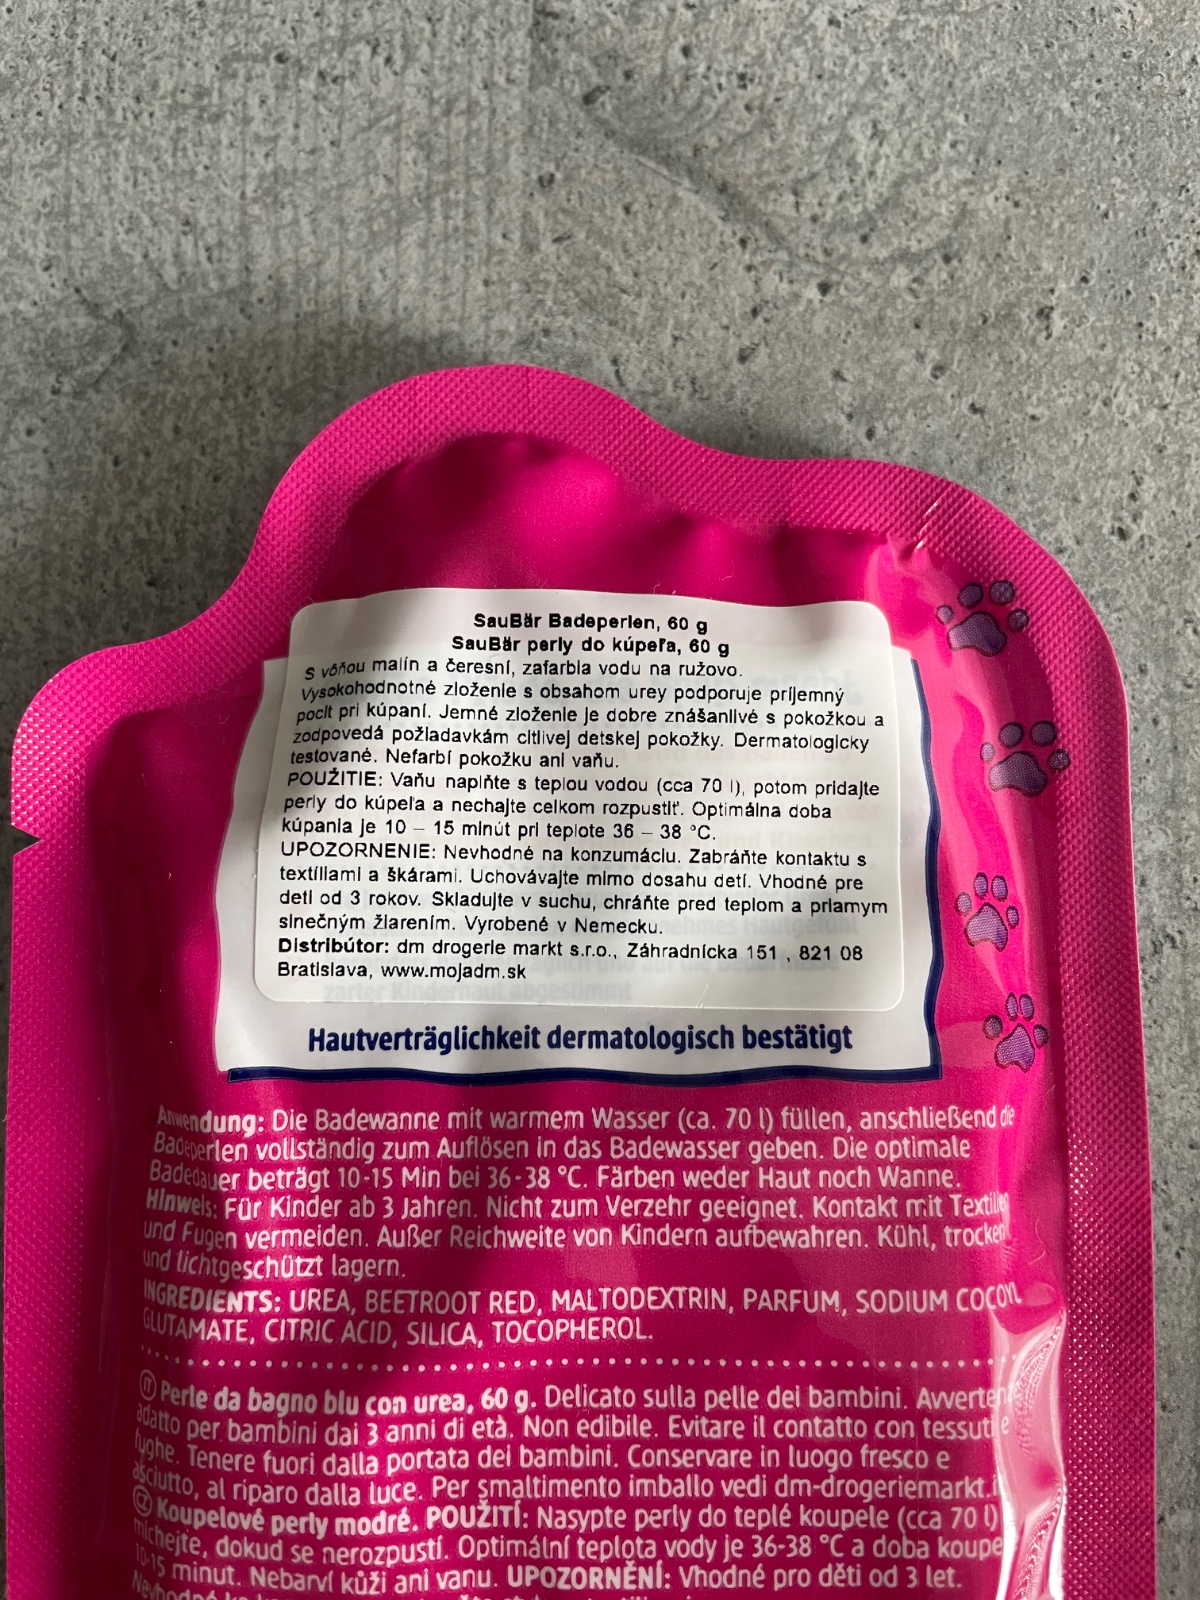 SauBär Badeperlen, 60 g
SauBär perly do kúpeľa, 60 g
S vôňou malín a čerešní, zafarbia vodu na ružovo.
Vysokohodnotné zloženie s obsahom urey podporuje príjemný
pocit pri kúpaní. Jemné zloženie je dobre znášanlivé s pokožkou a
zodpovedá požiadavkám citlivej detskej pokožky. Dermatologicky
testované. Nefarbí pokožku ani vaňu.
POUŽITIE: Vaňu naplňte s teplou vodou (cca 70 l), potom pridajte
perly do kúpeľa a nechajte celkom rozpustiť. Optimálna doba
kúpania je 10 – 15 minút pri teplote 36 – 38 °C.
UPOZORNENIE: Nevhodné na konzumáciu. Zabráňte kontaktu s
textíliami a škárami. Uchovávajte mimo dosahu detí. Vhodné pre
deti od 3 rokov. Skladujte v suchu, chráňte pred teplom a priamym
slnečným žiarením. Vyrobené v Nemecku.
Distribútor: dm drogerie markt s.r.o., Záhradnícka 151 , 821 08
Bratislava, www.mojadm.sk
zarter Kinderhaut abgestimmt
Hautverträglichkeit dermatologisch bestätigt
Anwendung: Die Badewanne mit warmem Wasser (ca. 70 l) füllen, anschließend die
Badeperlen vollständig zum Auflösen in das Badewasser geben. Die optimale
Badedauer beträgt 10-15 Min bei 36-38 °C. Färben weder Haut noch Wanne.
Hinweis: Für Kinder ab 3 Jahren. Nicht zum Verzehr geeignet. Kontakt mit Textilien
und Fugen vermeiden. Außer Reichweite von Kindern aufbewahren. Kühl, trocken
und lichtgeschützt lagern.
INGREDIENTS: UREA, BEETROOT RED, MALTODEXTRIN, PARFUM, SODIUM COCOYL
GLUTAMATE, CITRIC ACID, SILICA, TOCOPHEROL.
IT Perle da bagno blu con urea, 60 g. Delicato sulla pelle dei bambini. Avverten
adatto per bambini dai 3 anni di età. Non edibile. Evitare il contatto con tessuti e
fughe. Tenere fuori dalla portata dei bambini. Conservare in luogo fresco e
asciutto, al riparo dalla luce. Per smaltimento imballo vedi dm-drogeriemarkt.i
CZ Koupelové perly modré. POUŽITÍ: Nasypte perly do teplé koupele (cca 70 l)
míchejte, dokud se nerozpustí. Optimální teplota vody je 36-38 °C a doba koupe
10-15 minut. Nebarví kůži ani vanu. UPOZORNĚNÍ: Vhodné pro děti od 3 let.